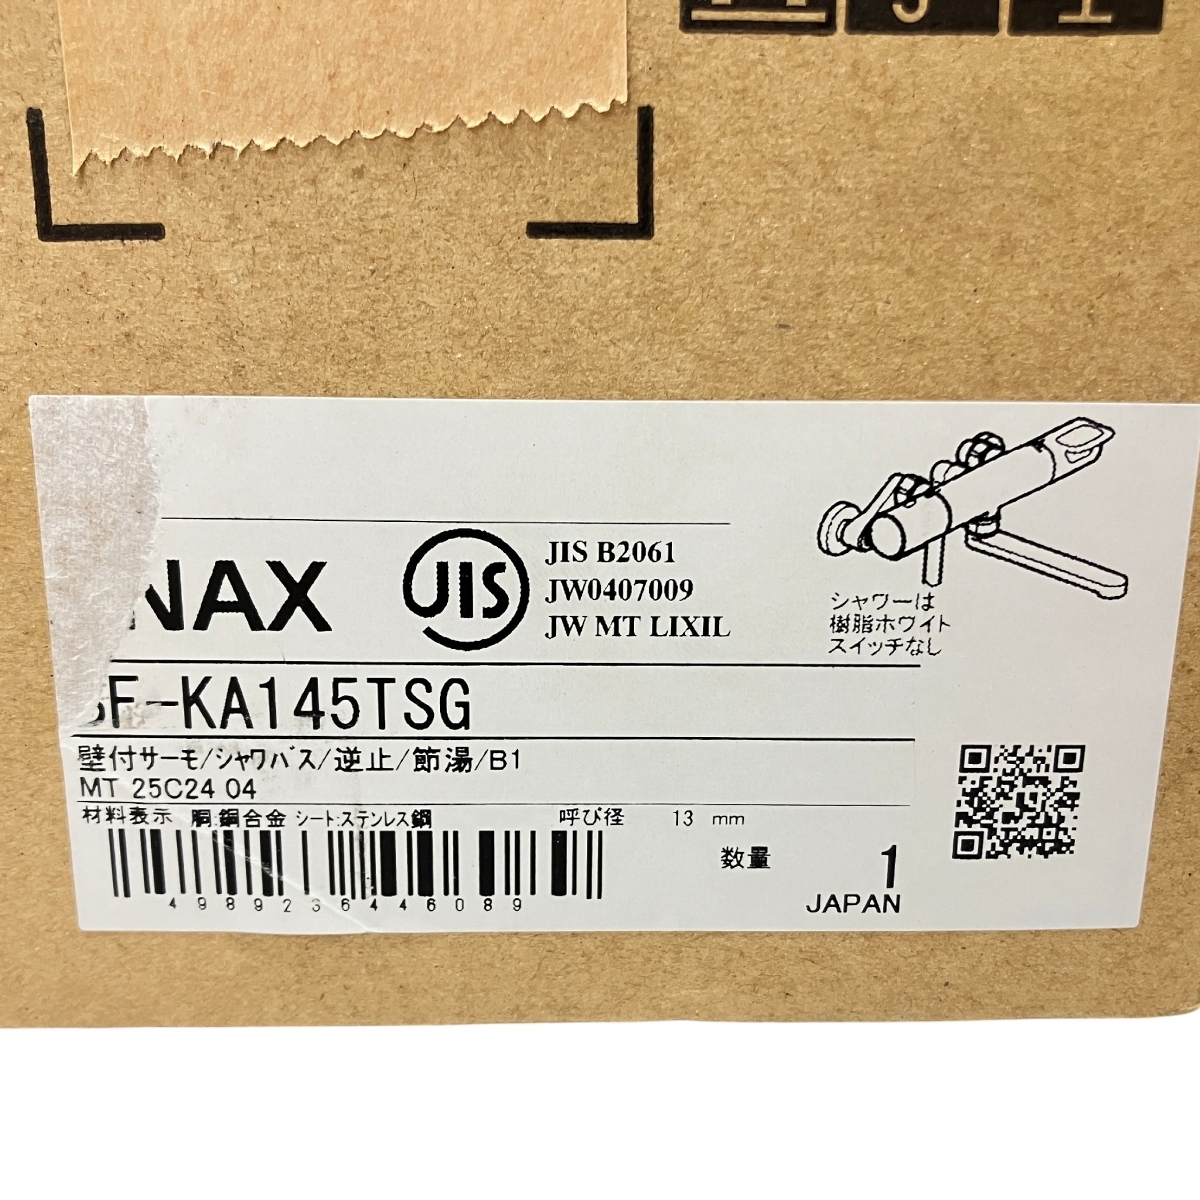 NAX
JIS
JIS B2061
JW0407009
JW MT LIXIL
シャワーは
樹脂ホワイト
スイッチなし
BF-KA145TSG
壁付サーモ/シャワバス/逆止/節湯/B1
MT 25C24 04
材料表示 胴:銅合金 シート:ステンレス鋼 呼び径 13 mm
数量 1
4989236446089
JAPAN